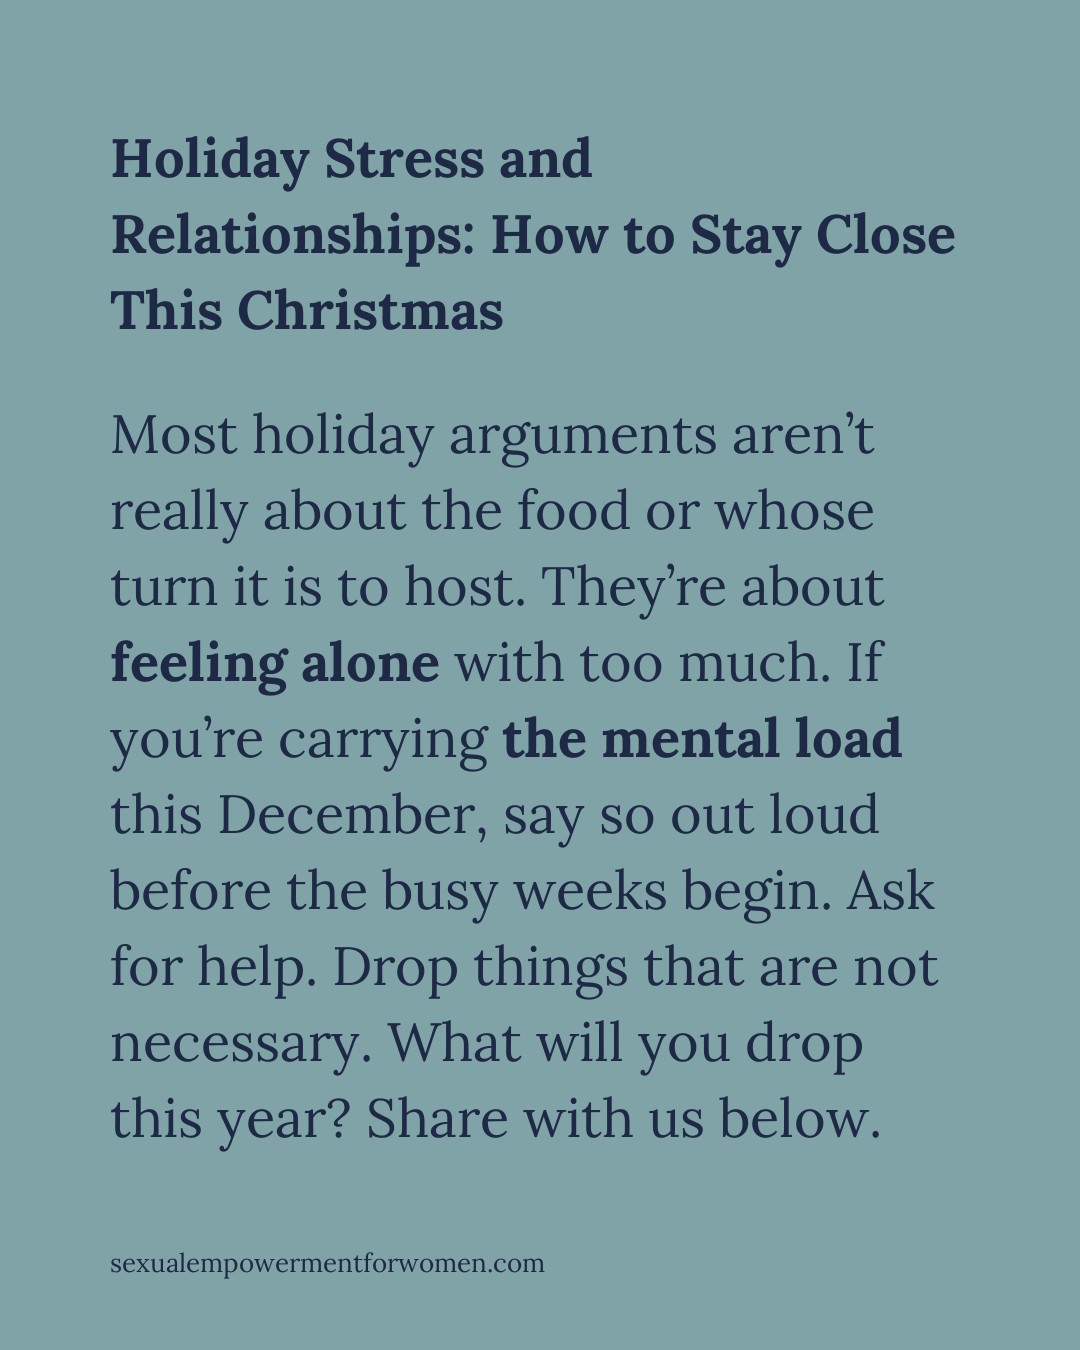 Holiday Stress and
Relationships: How to Stay Close
This Christmas
Most holiday arguments aren’t
really about the food or whose
turn it is to host. They’re about
feeling alone with too much. If
you’re carrying the mental load
this December, say so out loud
before the busy weeks begin. Ask
for help. Drop things that are not
necessary. What will you drop
this year? Share with us below.
sexualempowermentforwomen.com